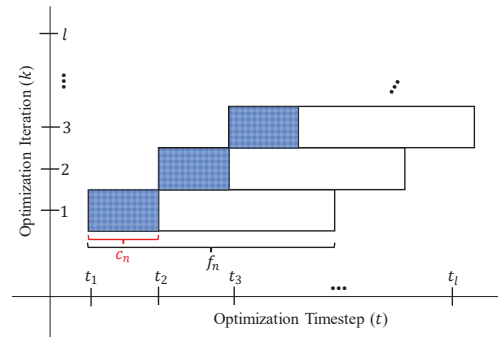 l
⋮
3
2
1
Optimization Iteration (k)
⋰
c_n
f_n
t_1 t_2 t_3 ... t_l
Optimization Timestep (t)